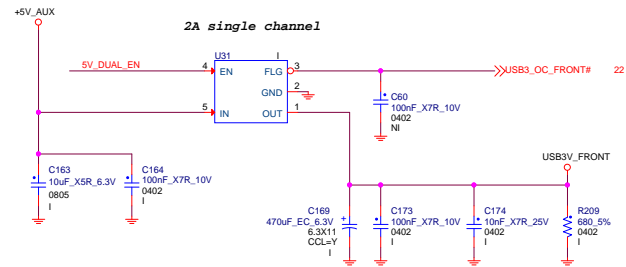 +5V_AUX
2A single channel
U31
I
5V_DUAL_EN
4
EN
FLG
3
USB3_OC_FRONT#
22
GND
2
5
IN
OUT
1
C60
100nF_X7R_10V
0402
NI
USB3V_FRONT
C163
10uF_X5R_6.3V
0805
I
C164
100nF_X7R_10V
0402
I
C169
470uF_EC_6.3V
+
6.3X11
CCL=Y
I
C173
100nF_X7R_10V
0402
I
C174
10nF_X7R_25V
0402
I
R209
680_5%
0402
I